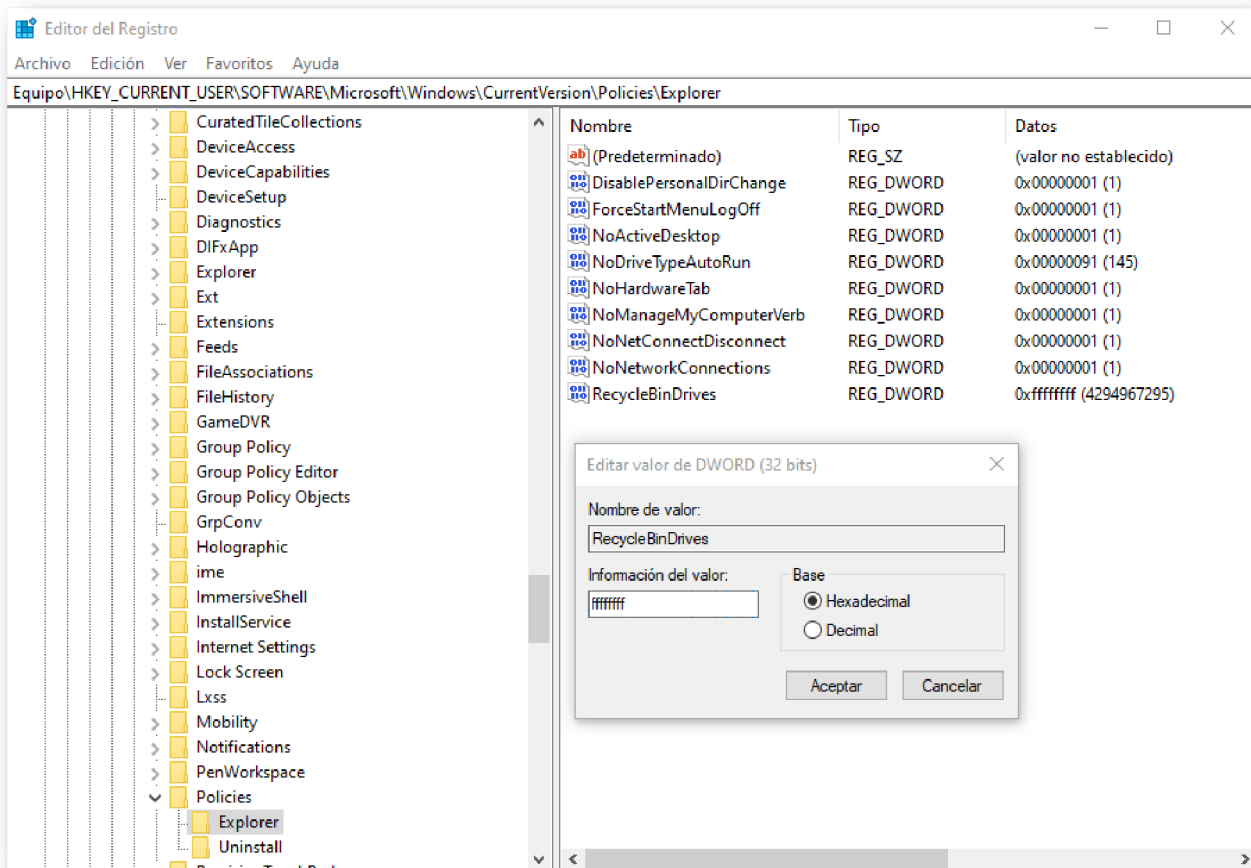 Editor del Registro
Archivo Edición Ver Favoritos Ayuda
Equipo\HKEY_CURRENT_USER\SOFTWARE\Microsoft\Windows\CurrentVersion\Policies\Explorer
CuratedTileCollections
DeviceAccess
DeviceCapabilities
DeviceSetup
Diagnostics
DIFxApp
Explorer
Ext
Extensions
Feeds
FileAssociations
FileHistory
GameDVR
Group Policy
Group Policy Editor
Group Policy Objects
GrpConv
Holographic
ime
ImmersiveShell
InstallService
Internet Settings
Lock Screen
Lxss
Mobility
Notifications
PenWorkspace
Policies
Explorer
Uninstall
Nombre Tipo Datos
(Predeterminado) REG_SZ (valor no establecido)
DisablePersonalDirChange REG_DWORD 0x00000001 (1)
ForceStartMenuLogOff REG_DWORD 0x00000001 (1)
NoActiveDesktop REG_DWORD 0x00000001 (1)
NoDriveTypeAutoRun REG_DWORD 0x00000091 (145)
NoHardwareTab REG_DWORD 0x00000001 (1)
NoManageMyComputerVerb REG_DWORD 0x00000001 (1)
NoNetConnectDisconnect REG_DWORD 0x00000001 (1)
NoNetworkConnections REG_DWORD 0x00000001 (1)
RecycleBinDrives REG_DWORD 0xffffffff (4294967295)
Editar valor de DWORD (32 bits)
Nombre de valor:
RecycleBinDrives
Información del valor:
ffffffff
Base
Hexadecimal
Decimal
Aceptar Cancelar